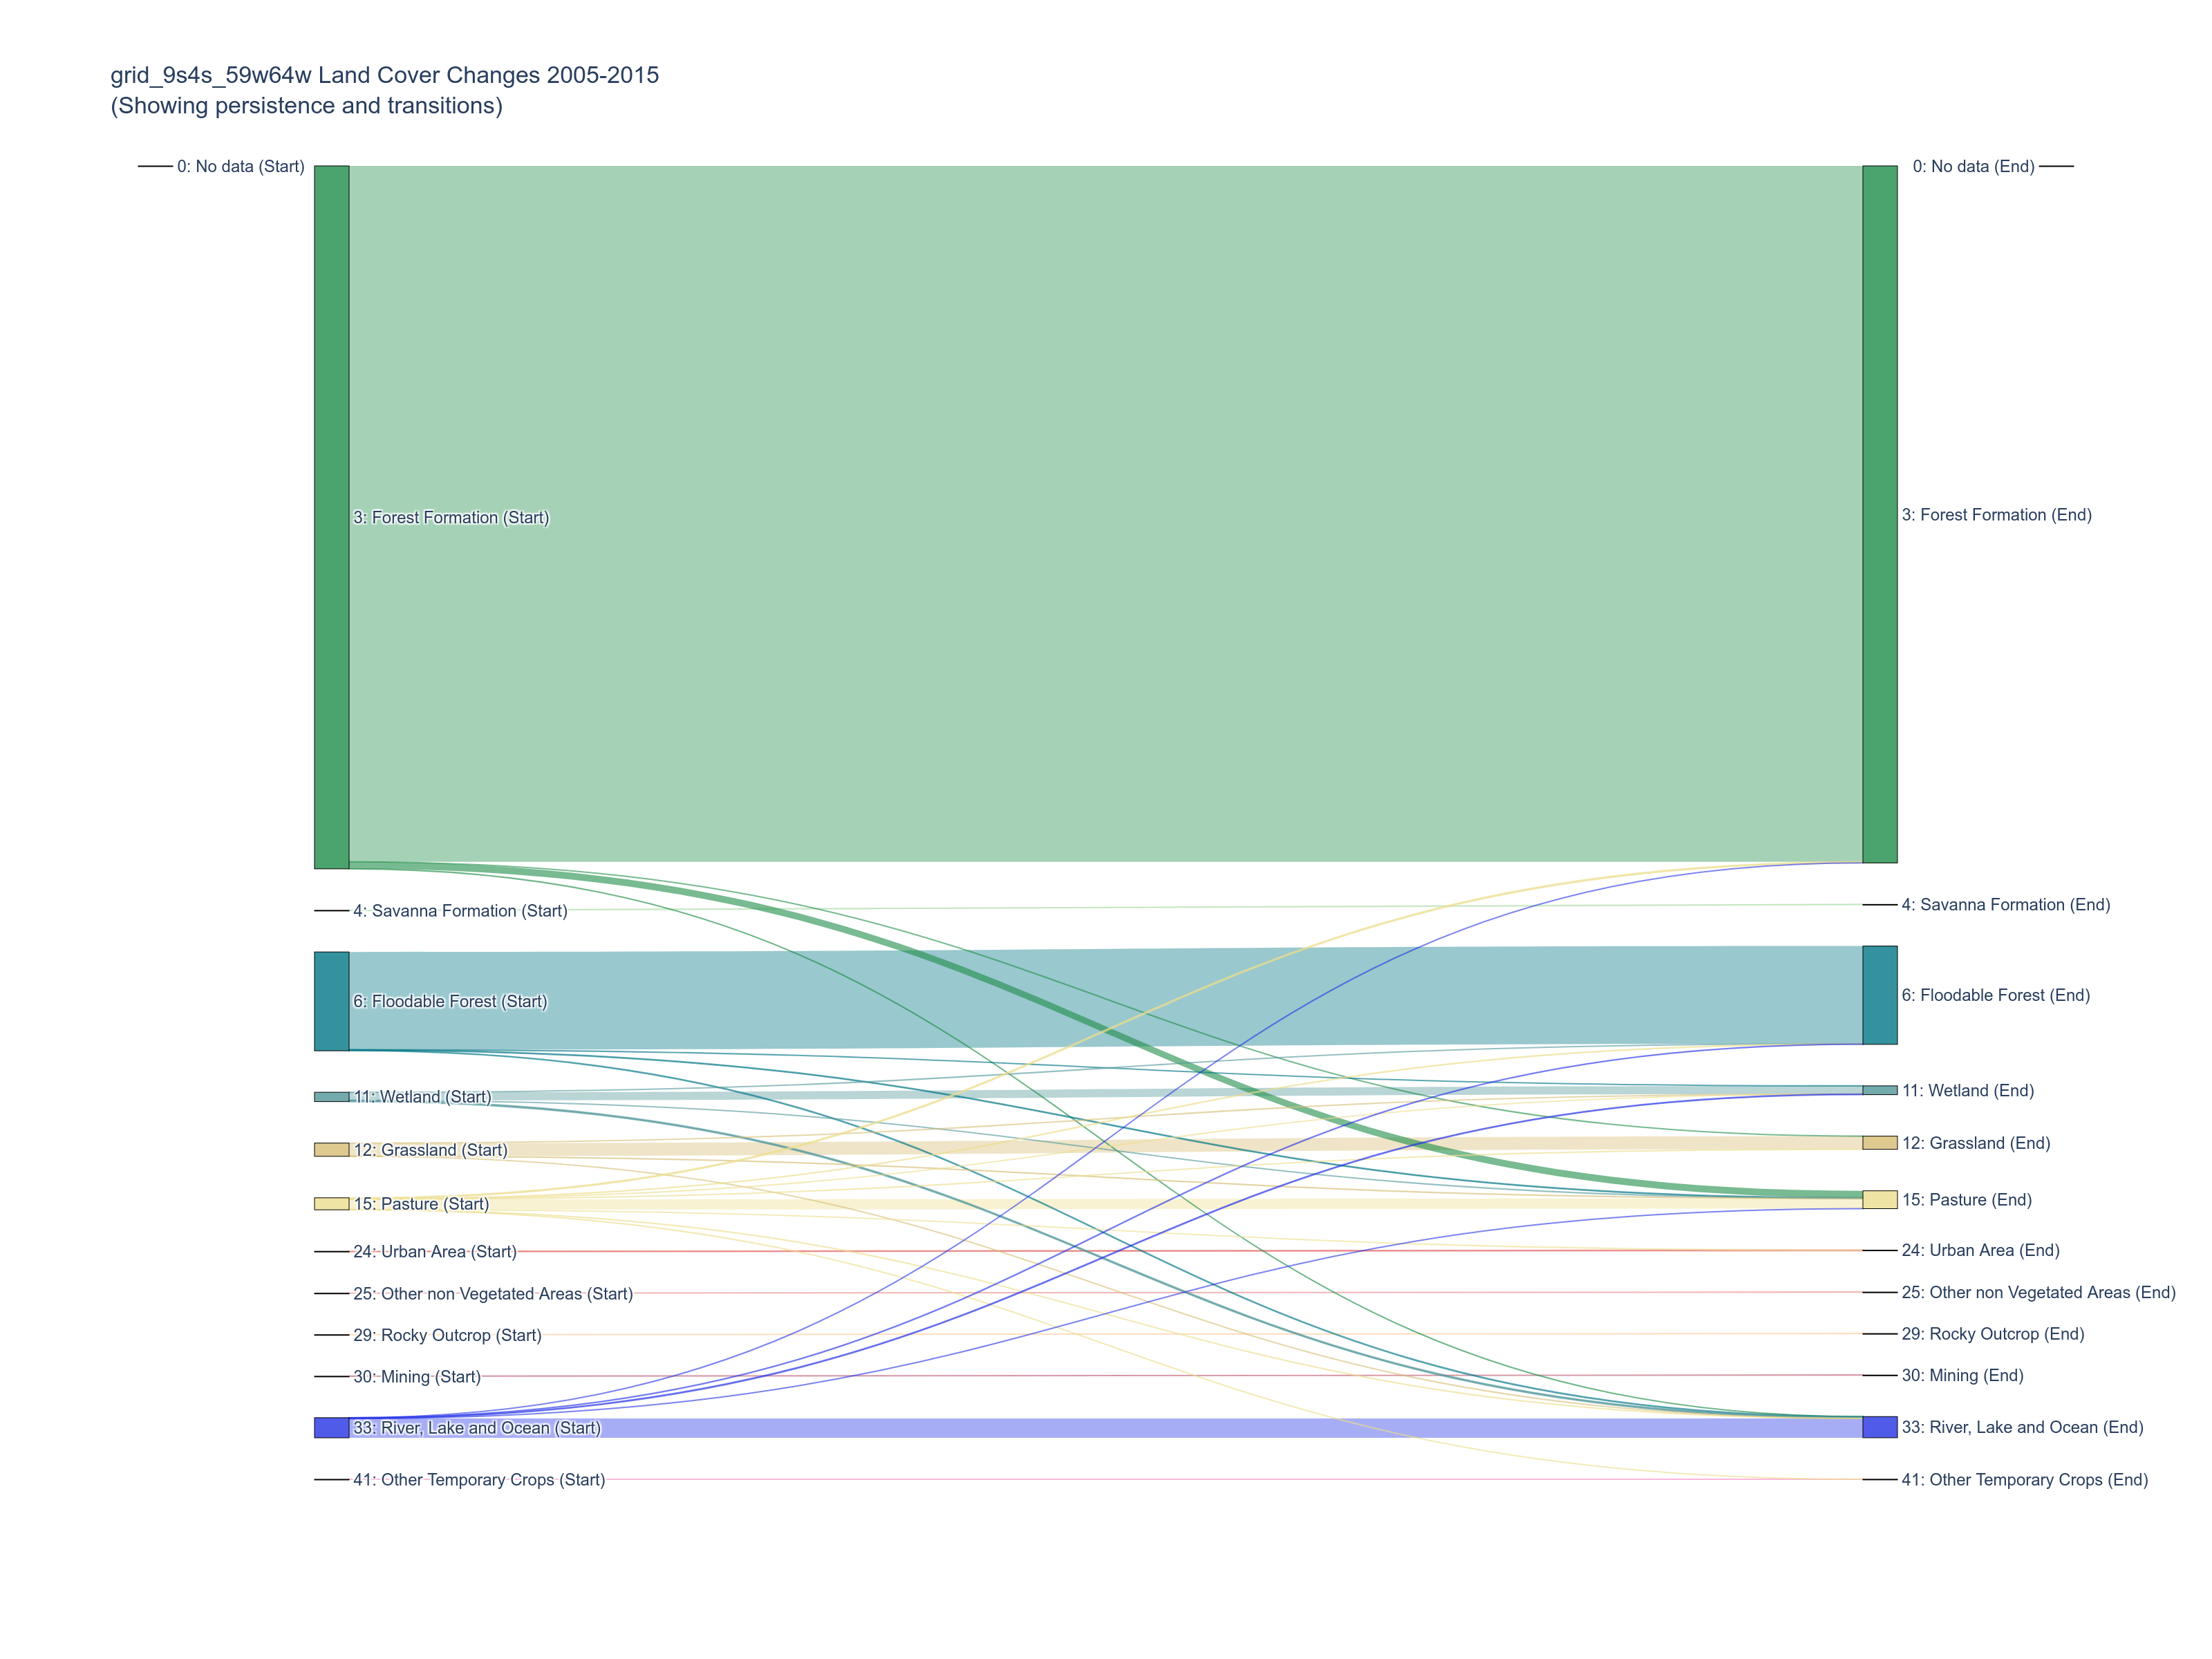 grid_9s4s_59w64w Land Cover Changes 2005-2015
(Showing persistence and transitions)
0: No data (Start)
0: No data (End)
3: Forest Formation (Start)
3: Forest Formation (End)
4: Savanna Formation (Start)
4: Savanna Formation (End)
6: Floodable Forest (Start)
6: Floodable Forest (End)
11: Wetland (Start)
11: Wetland (End)
12: Grassland (Start)
12: Grassland (End)
15: Pasture (Start)
15: Pasture (End)
24: Urban Area (Start)
24: Urban Area (End)
25: Other non Vegetated Areas (Start)
25: Other non Vegetated Areas (End)
29: Rocky Outcrop (Start)
29: Rocky Outcrop (End)
30: Mining (Start)
30: Mining (End)
33: River, Lake and Ocean (Start)
33: River, Lake and Ocean (End)
41: Other Temporary Crops (Start)
41: Other Temporary Crops (End)